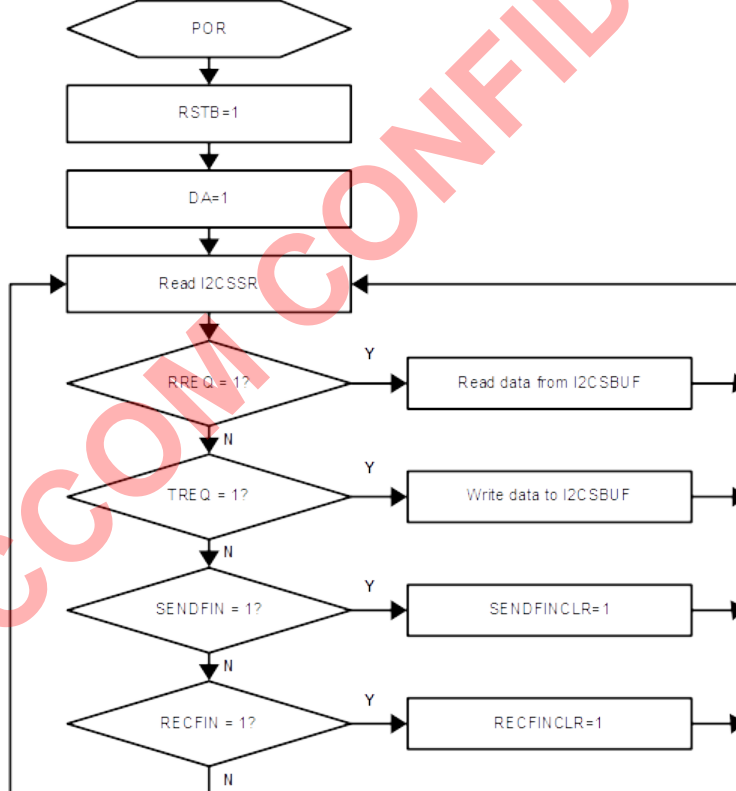 POR
RSTB=1
DA=1
Read I2CSSR
RREQ = 1?
Y
Read data from I2CSBUF
N
TREQ = 1?
Y
Write data to I2CSBUF
N
SENDFIN = 1?
Y
SENDFINCLR=1
N
RECFIN = 1?
Y
RECFINCLR=1
N
CCOM CONFID